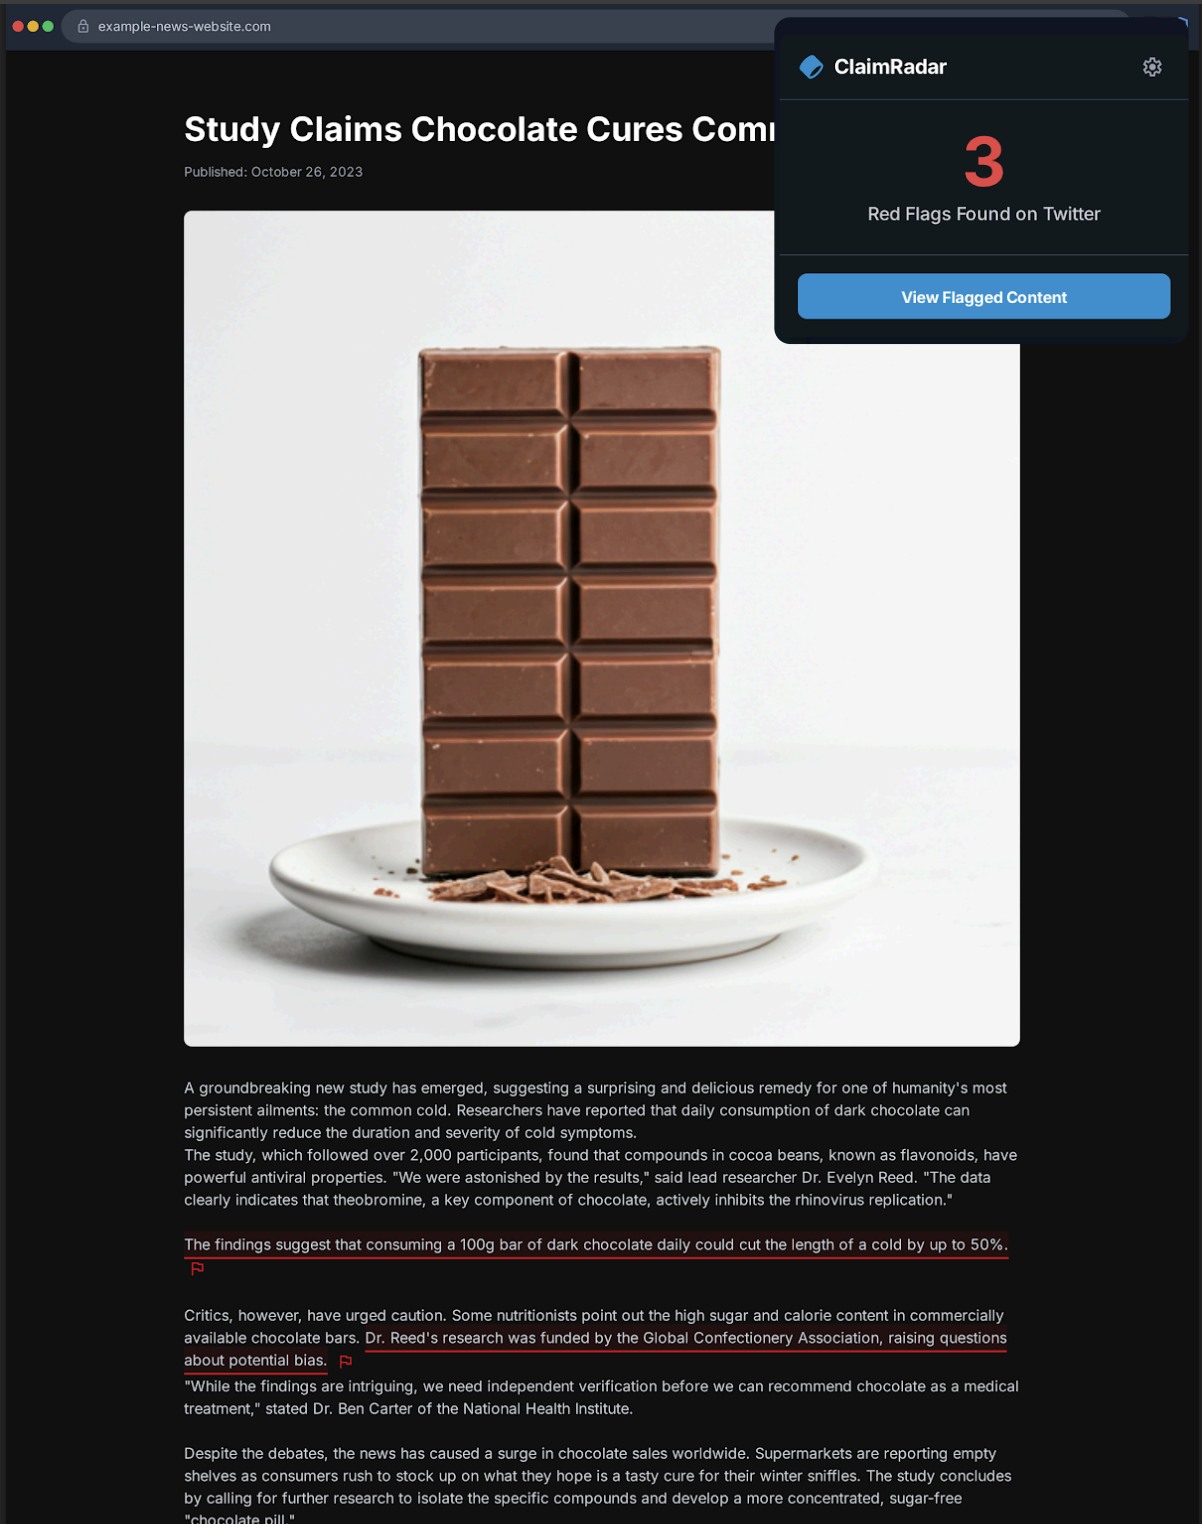 example-news-website.com
ClaimRadar
3
Red Flags Found on Twitter
View Flagged Content
Study Claims Chocolate Cures
Published: October 26, 2023
A groundbreaking new study has emerged, suggesting a surprising and delicious remedy for one of humanity's most
persistent ailments: the common cold. Researchers have reported that daily consumption of dark chocolate can
significantly reduce the duration and severity of cold symptoms.
The study, which followed over 2,000 participants, found that compounds in cocoa beans, known as flavonoids, have
powerful antiviral properties. "We were astonished by the results," said lead researcher Dr. Evelyn Reed. "The data
clearly indicates that theobromine, a key component of chocolate, actively inhibits the rhinovirus replication."
The findings suggest that consuming a 100g bar of dark chocolate daily could cut the length of a cold by up to 50%.
Critics, however, have urged caution. Some nutritionists point out the high sugar and calorie content in commercially
available chocolate bars. Dr. Reed's research was funded by the Global Confectionery Association, raising questions
about potential bias.
"While the findings are intriguing, we need independent verification before we can recommend chocolate as a medical
treatment," stated Dr. Ben Carter of the National Health Institute.
Despite the debates, the news has caused a surge in chocolate sales worldwide. Supermarkets are reporting empty
shelves as consumers rush to stock up on what they hope is a tasty cure for their winter sniffles. The study concludes
by calling for further research to isolate the specific compounds and develop a more concentrated, sugar-free
"chocolate pill."